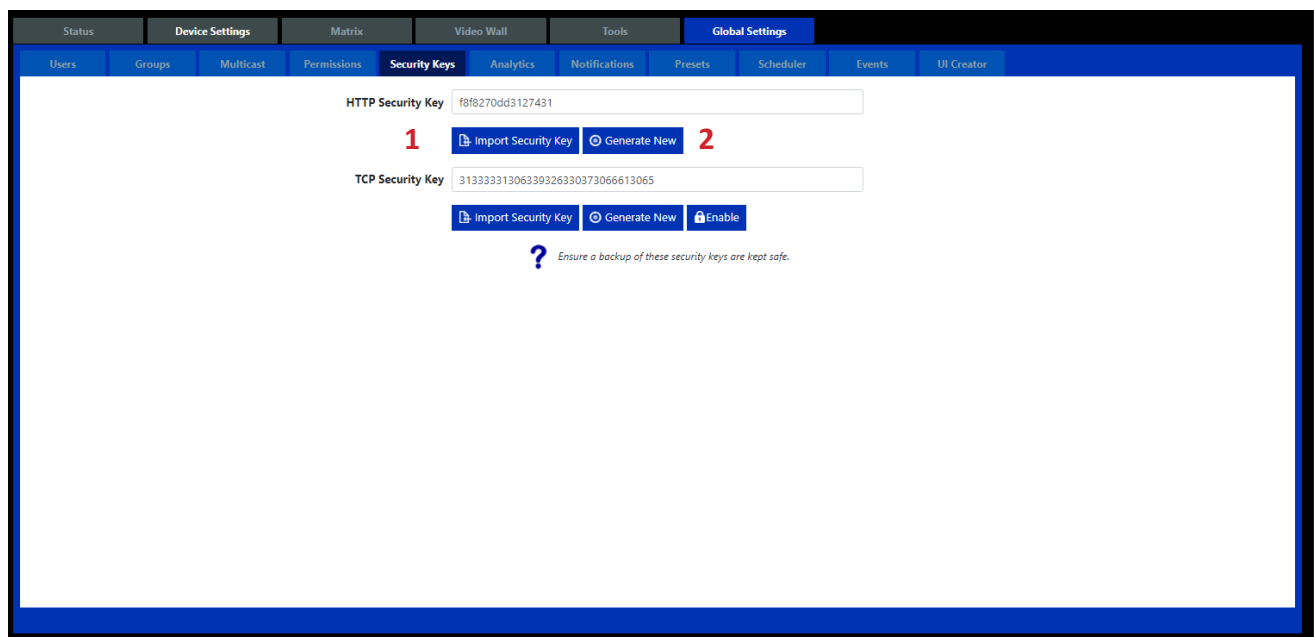 Status Device Settings Matrix Video Wall Tools Global Settings
Users Groups Multicast Permissions Security Keys Analytics Notifications Presets Scheduler Events UI Creator
HTTP Security Key f8f8270dd3127431
1 Import Security Key Generate New 2
TCP Security Key 31333331306339326330373066613065
Import Security Key Generate New Enable
? Ensure a backup of these security keys are kept safe.